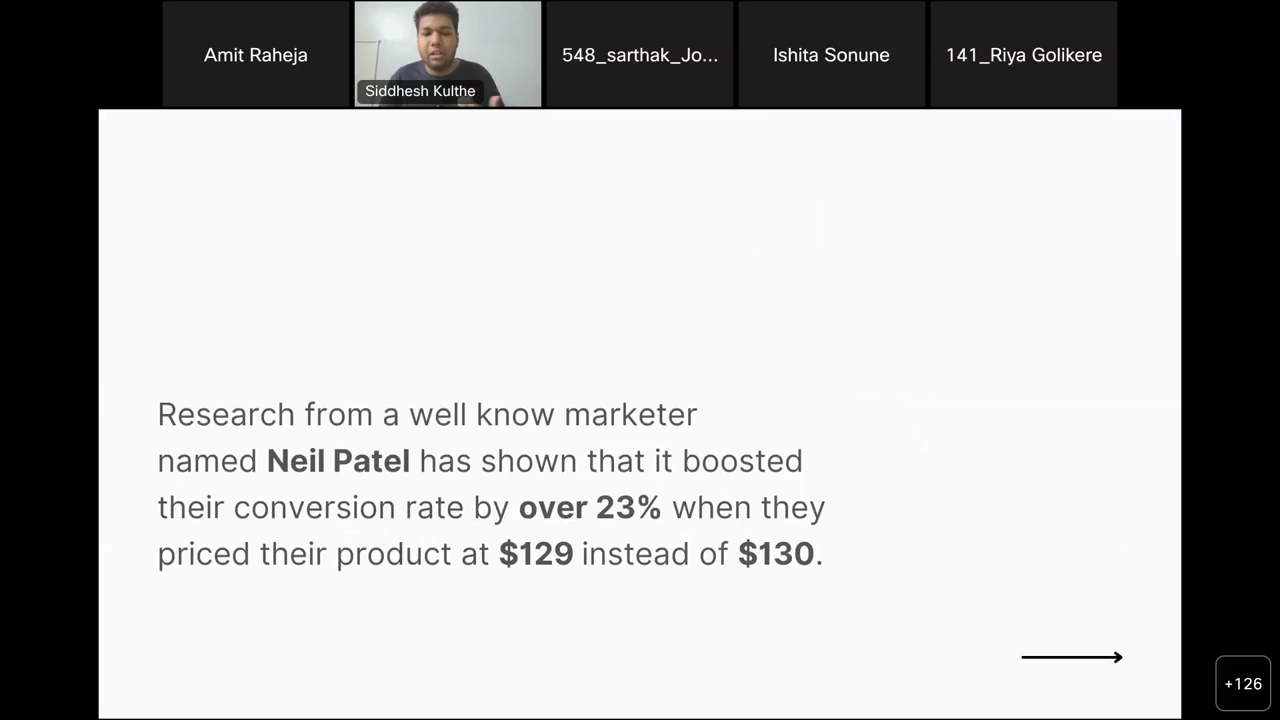 Amit Raheja
Siddhesh Kulthe
548_sarthak_Jo...
Ishita Sonune
141_Riya Golikere
Research from a well know marketer
named Neil Patel has shown that it boosted
their conversion rate by over 23% when they
priced their product at $129 instead of $130.
+126